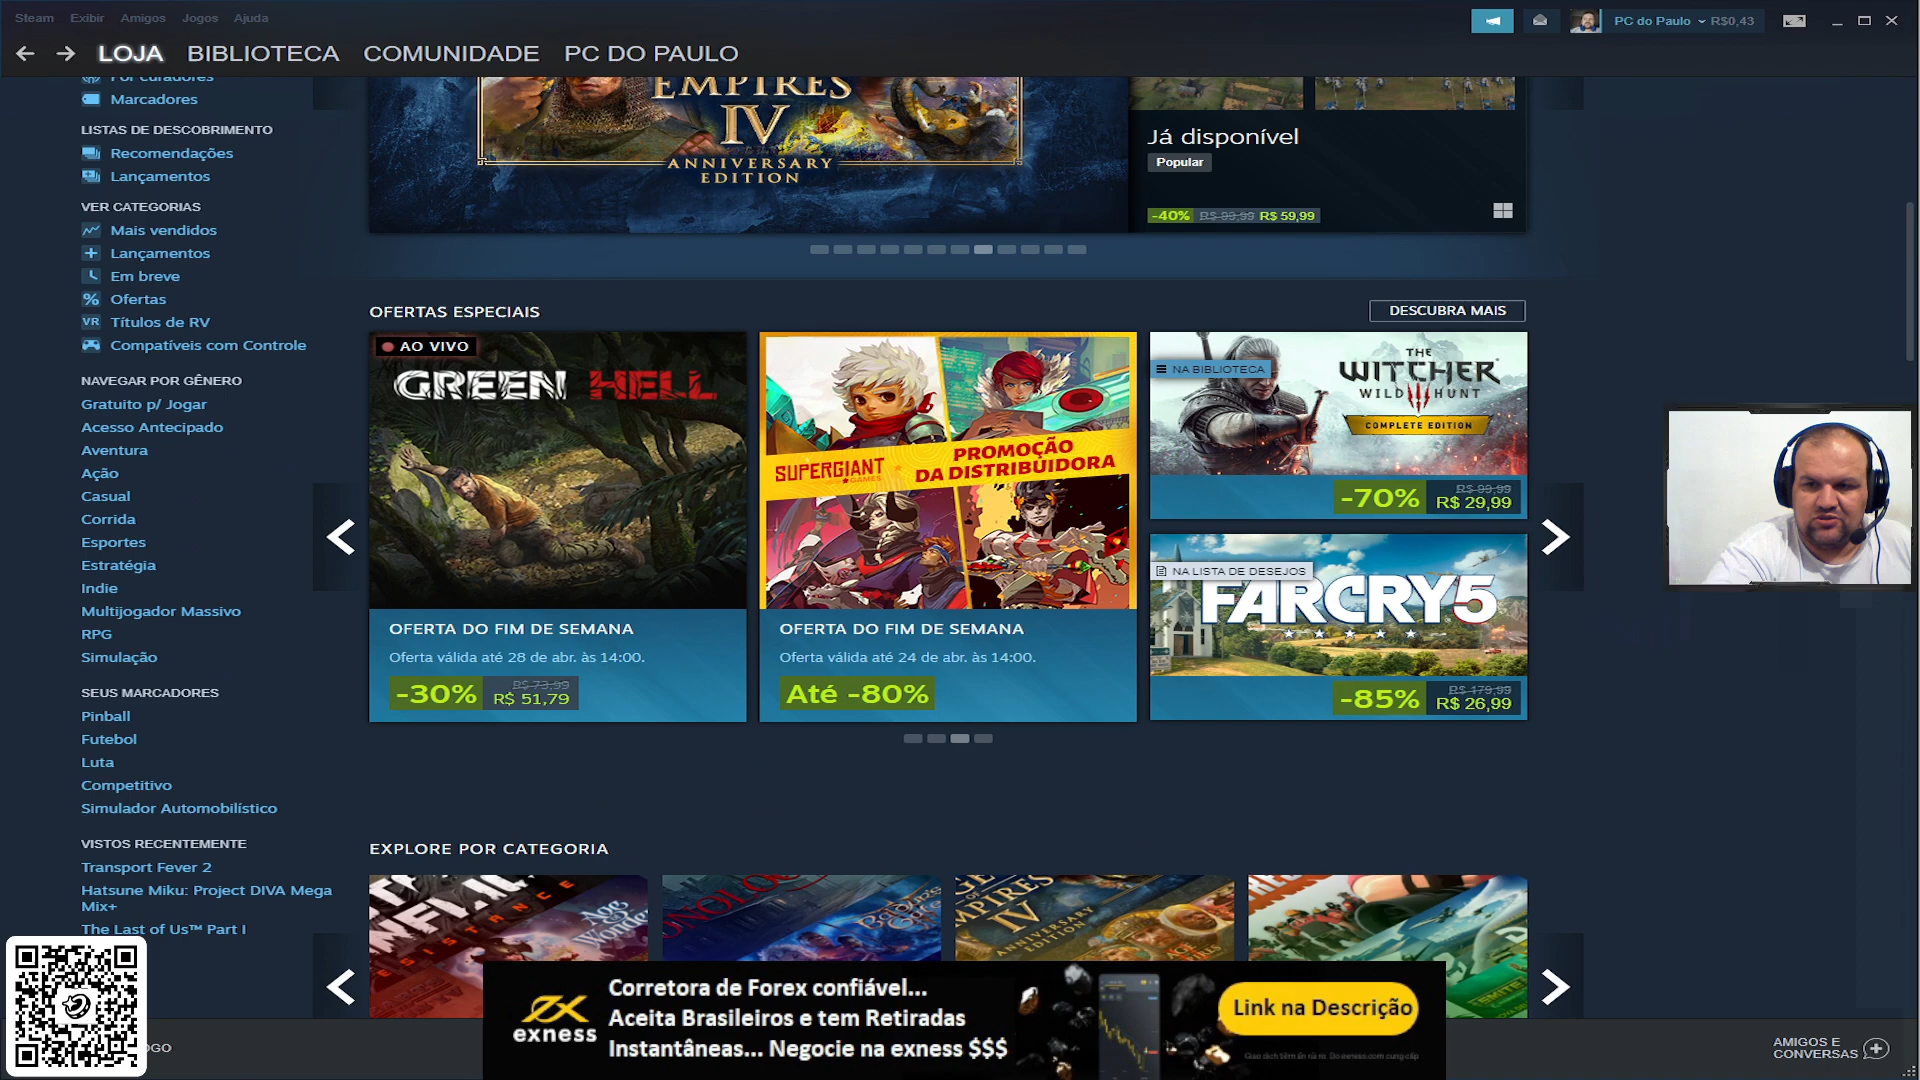 Steam Exibir Amigos Jogos Ajuda
PC do Paulo R$0,43
LOJA BIBLIOTECA COMUNIDADE PC DO PAULO
Por curadores
Marcadores
LISTAS DE DESCOBRIMENTO
Recomendações
Lançamentos
VER CATEGORIAS
Mais vendidos
Lançamentos
Em breve
% Ofertas
VR Títulos de RV
Compatíveis com Controle
NAVEGAR POR GÊNERO
Gratuito p/ Jogar
Acesso Antecipado
Aventura
Ação
Casual
Corrida
Esportes
Estratégia
Indie
Multijogador Massivo
RPG
Simulação
SEUS MARCADORES
Pinball
Futebol
Luta
Competitivo
Simulador Automobilístico
VISTOS RECENTEMENTE
Transport Fever 2
Hatsune Miku: Project DIVA Mega
Mix+
The Last of Us™ Part I
EMPIRES
IV
ANNIVERSARY
EDITION
Já disponível
Popular
-40% R$ 99,99 R$ 59,99
OFERTAS ESPECIAIS
DESCUBRA MAIS
AO VIVO
GREEN HELL
OFERTA DO FIM DE SEMANA
Oferta válida até 28 de abr. às 14:00.
-30% R$ 73,99
R$ 51,79
SUPERGIANT
GAMES
PROMOÇÃO
DA DISTRIBUIDORA
OFERTA DO FIM DE SEMANA
Oferta válida até 24 de abr. às 14:00.
Até -80%
NA BIBLIOTECA
THE
WITCHER
WILD HUNT
COMPLETE EDITION
-70% R$ 99,99
R$ 29,99
NA LISTA DE DESEJOS
FARCRY5
-85% R$ 179,99
R$ 26,99
EXPLORE POR CATEGORIA
EMPIRES
IV
ANNIVERSARY
EDITION
exness
Corretora de Forex confiável...
Aceita Brasileiros e tem Retiradas
Instantâneas... Negocie na exness $$$
Link na Descrição
OGO
AMIGOS E
CONVERSAS